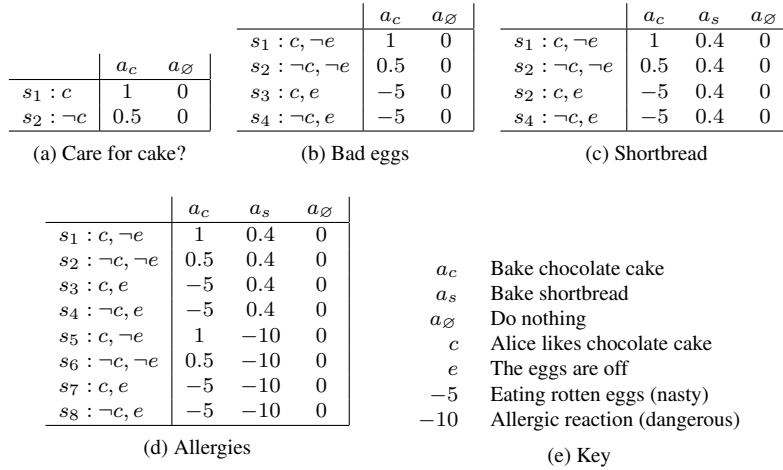 a_c a_∅
s_1 : c 1 0
s_2 : ¬c 0.5 0
(a) Care for cake?
a_c a_∅
s_1 : c, ¬e 1 0
s_2 : ¬c, ¬e 0.5 0
s_3 : c, e −5 0
s_4 : ¬c, e −5 0
(b) Bad eggs
a_c a_s a_∅
s_1 : c, ¬e 1 0.4 0
s_2 : ¬c, ¬e 0.5 0.4 0
s_2 : c, e −5 0.4 0
s_4 : ¬c, e −5 0.4 0
(c) Shortbread
a_c a_s a_∅
s_1 : c, ¬e 1 0.4 0
s_2 : ¬c, ¬e 0.5 0.4 0
s_3 : c, e −5 0.4 0
s_4 : ¬c, e −5 0.4 0
s_5 : c, ¬e 1 −10 0
s_6 : ¬c, ¬e 0.5 −10 0
s_7 : c, e −5 −10 0
s_8 : ¬c, e −5 −10 0
(d) Allergies
a_c Bake chocolate cake
a_s Bake shortbread
a_∅ Do nothing
c Alice likes chocolate cake
e The eggs are off
−5 Eating rotten eggs (nasty)
−10 Allergic reaction (dangerous)
(e) Key